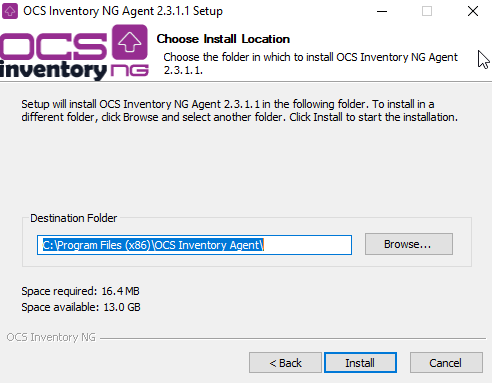 OCS Inventory NG Agent 2.3.1.1 Setup
OCS
inventory NG
Choose Install Location
Choose the folder in which to install OCS Inventory NG Agent
2.3.1.1.
Setup will install OCS Inventory NG Agent 2.3.1.1 in the following folder. To install in a
different folder, click Browse and select another folder. Click Install to start the installation.
Destination Folder
C:\Program Files (x86)\OCS Inventory Agent\
Browse...
Space required: 16.4 MB
Space available: 13.0 GB
OCS Inventory NG
< Back
Install
Cancel